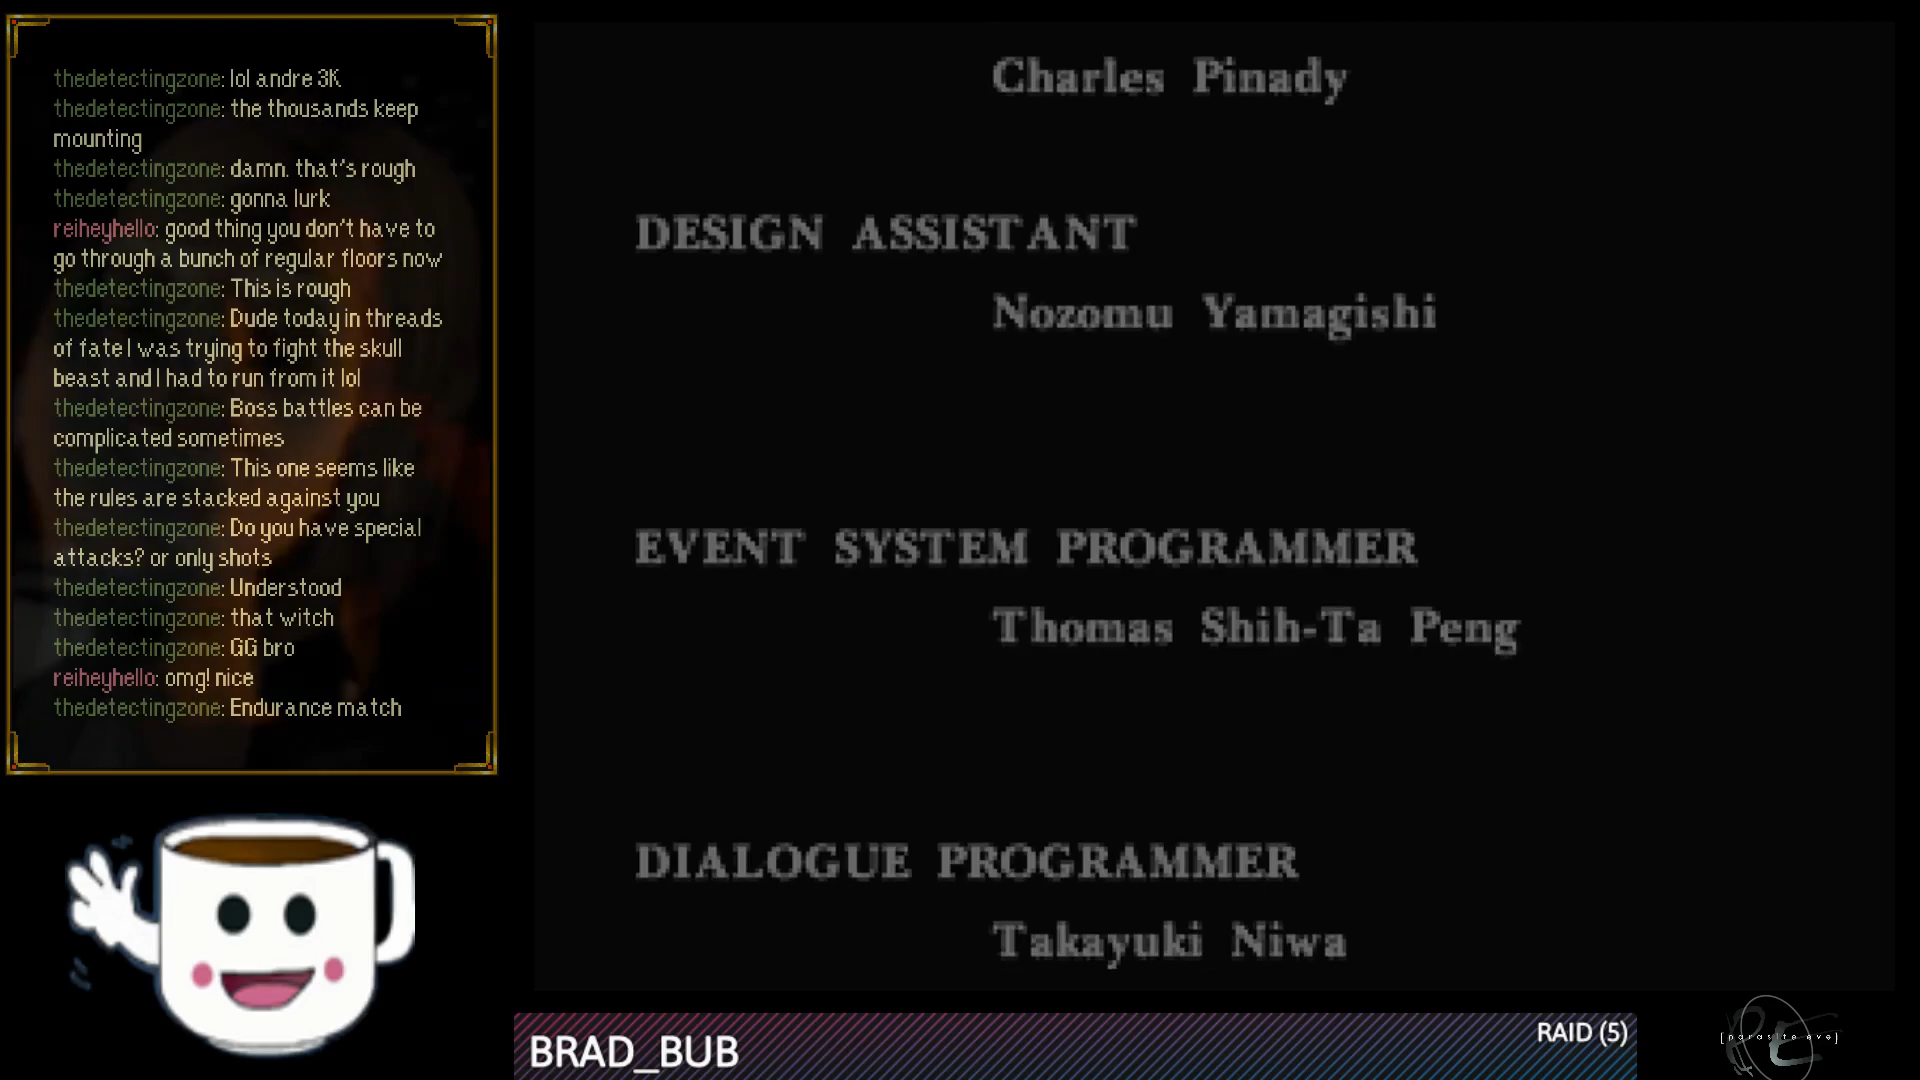 thedetectingzone: lol andre 3K
thedetectingzone: the thousands keep
mounting
thedetectingzone: damn. that's rough
thedetectingzone: gonna lurk
reiheyhello: good thing you don't have to
go through a bunch of regular floors now
thedetectingzone: This is rough
thedetectingzone: Dude today in threads
of fate I was trying to fight the skull
beast and I had to run from it lol
thedetectingzone: Boss battles can be
complicated sometimes
thedetectingzone: This one seems like
the rules are stacked against you
thedetectingzone: Do you have special
attacks? or only shots
thedetectingzone: Understood
thedetectingzone: that witch
thedetectingzone: GG bro
reiheyhello: omg! nice
thedetectingzone: Endurance match
Charles Pinady
DESIGN ASSISTANT
Nozomu Yamagishi
EVENT SYSTEM PROGRAMMER
Thomas Shih-Ta Peng
DIALOGUE PROGRAMMER
Takayuki Niwa
BRAD_BUB
RAID (5)
[parasite eve]
PE